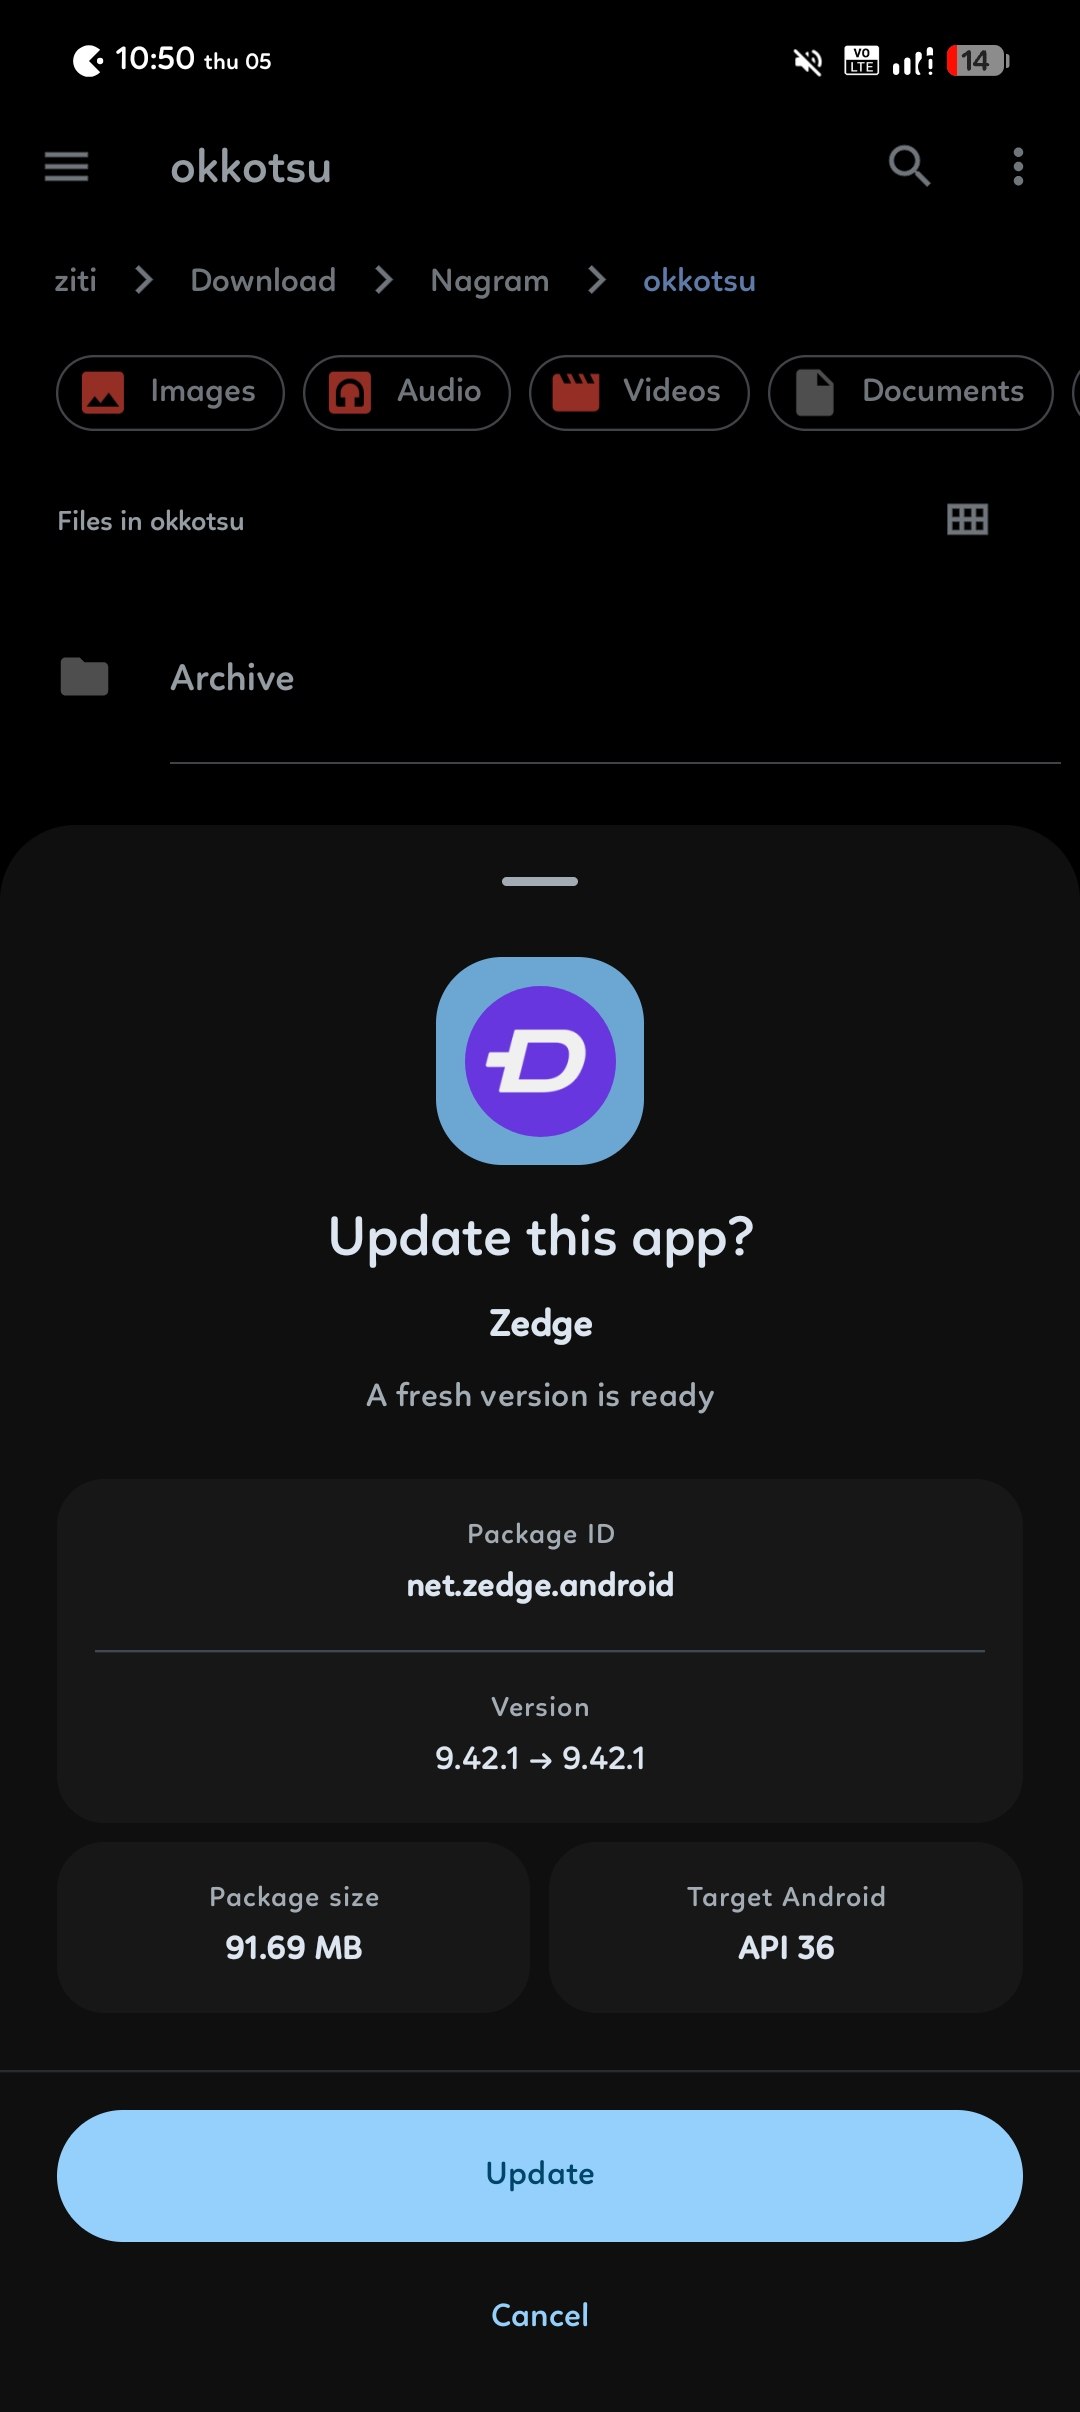 10:50 thu 05
VO
LTE
14
okkotsu
ziti > Download > Nagram > okkotsu
Images Audio Videos Documents
Files in okkotsu
Archive
Update this app?
Zedge
A fresh version is ready
Package ID
net.zedge.android
Version
9.42.1 → 9.42.1
Package size Target Android
91.69 MB API 36
Update
Cancel